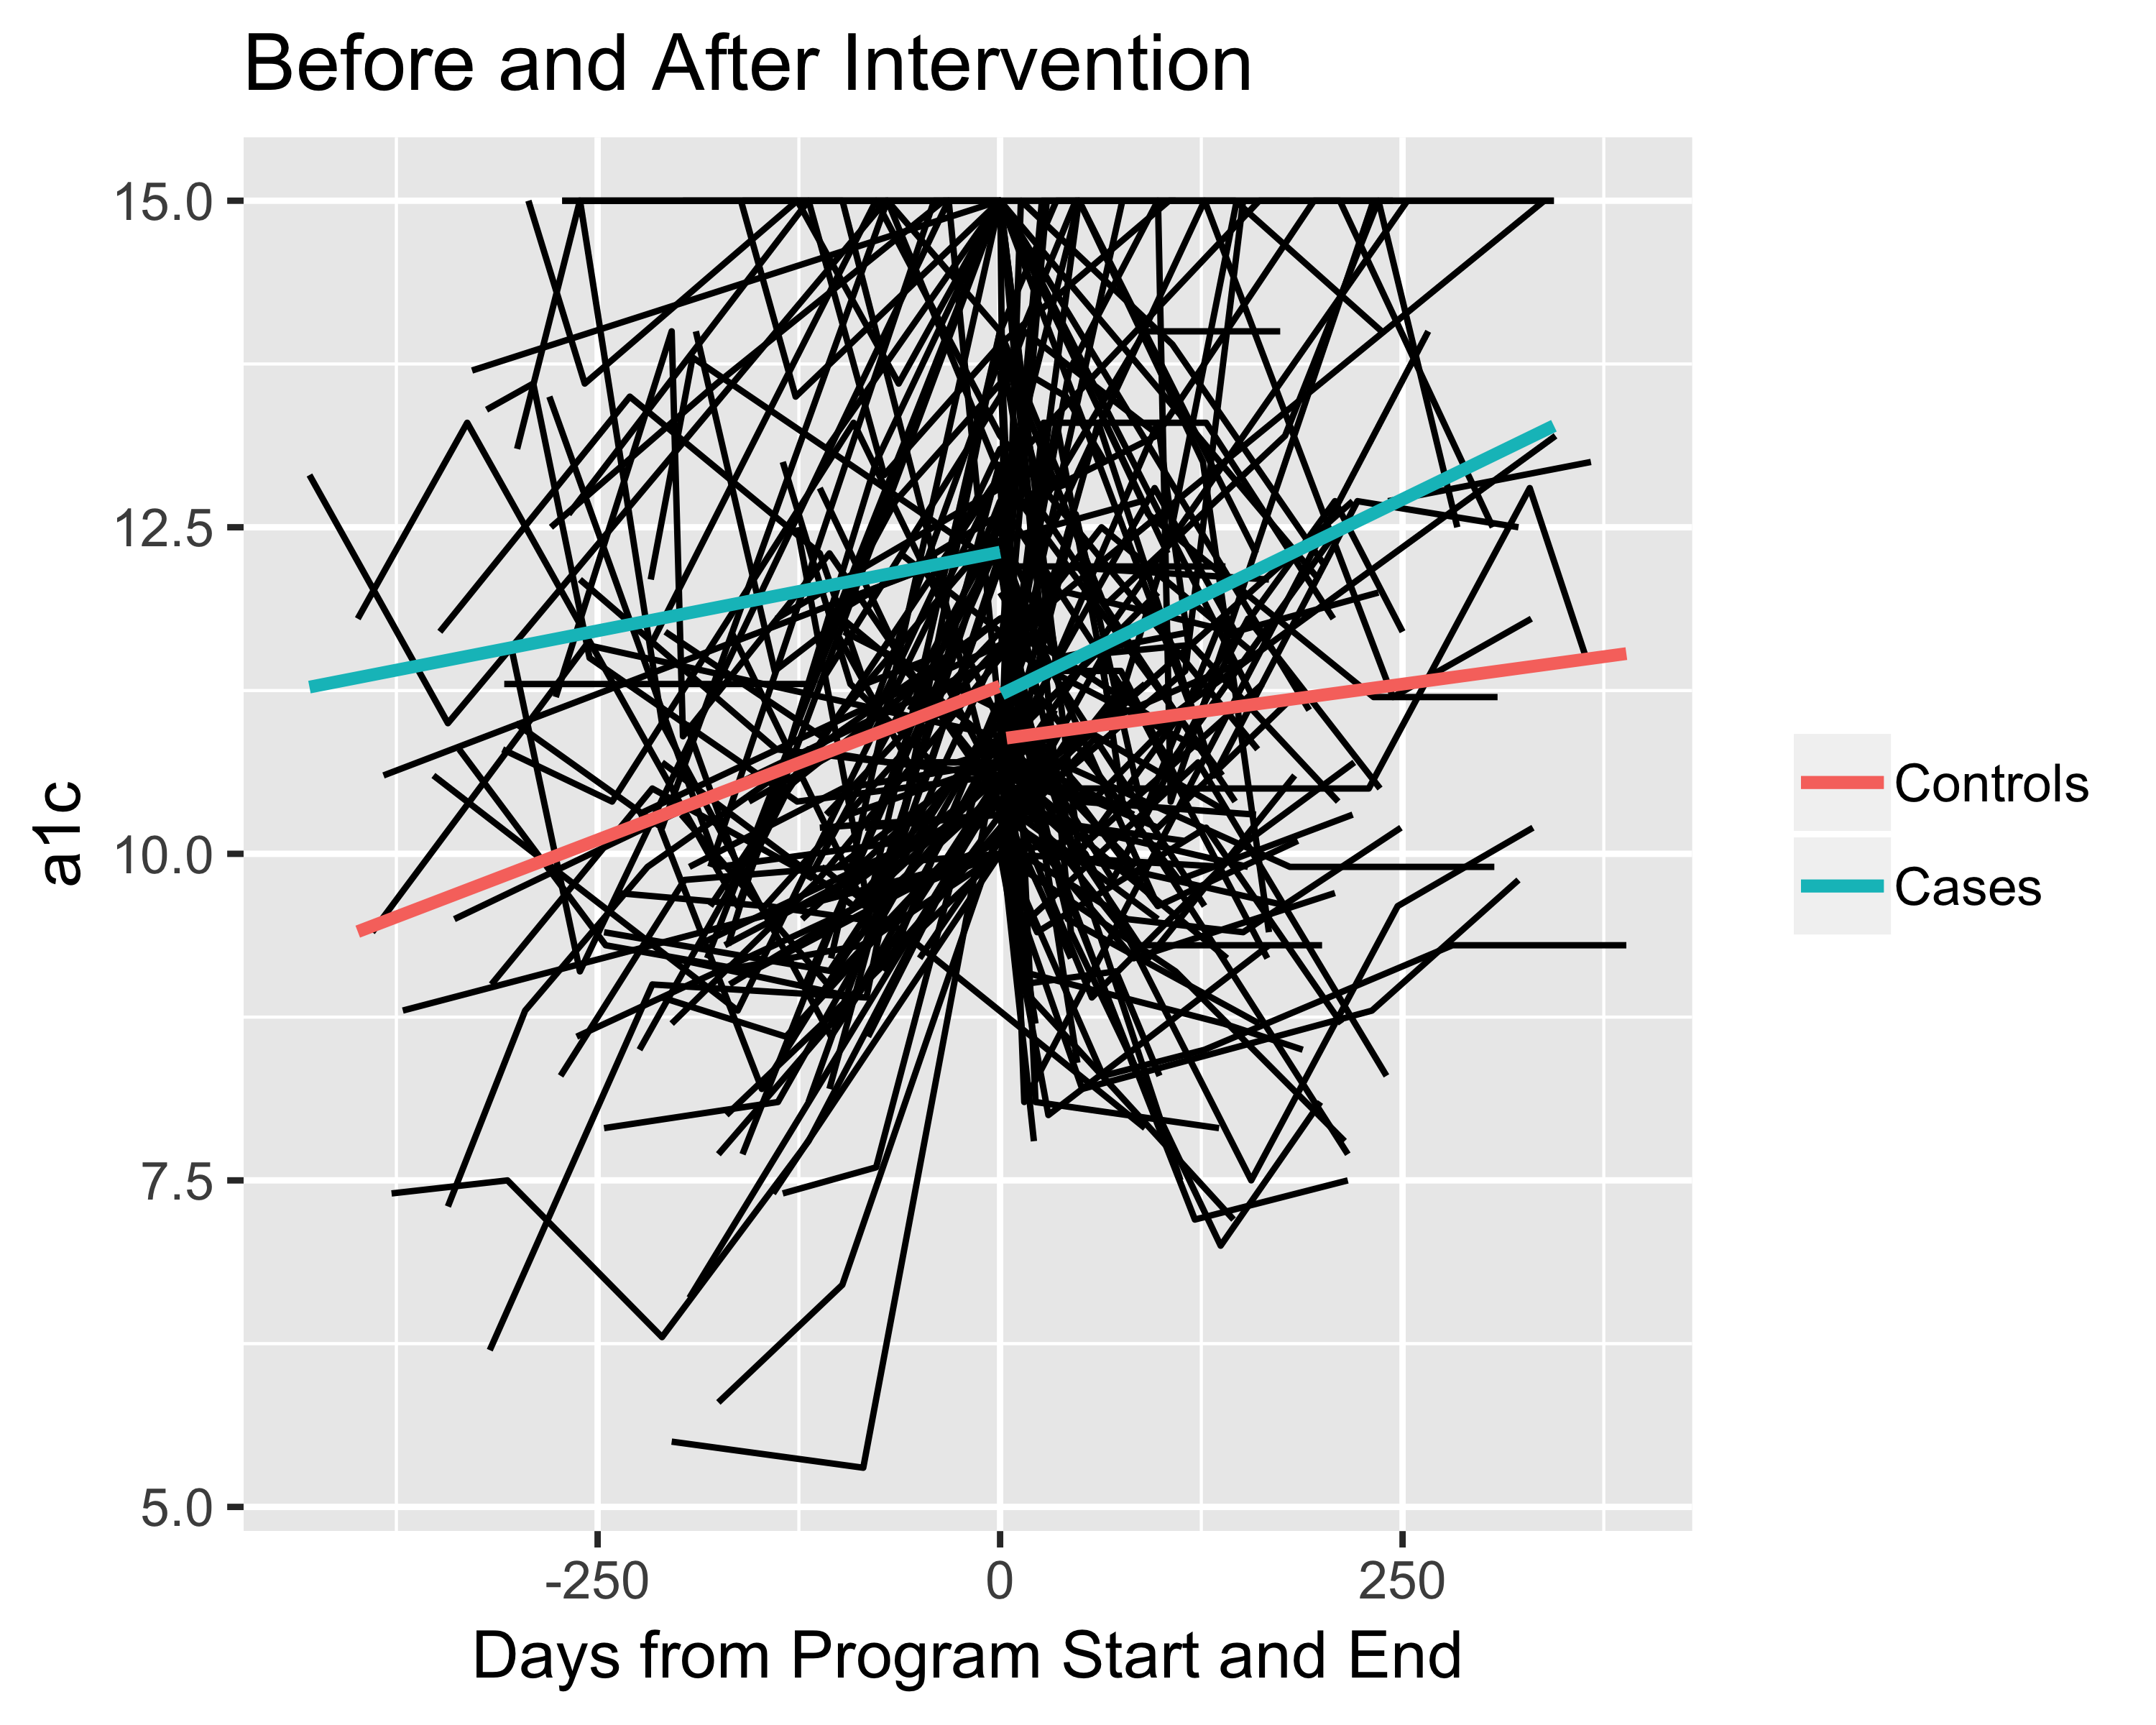 Before and After Intervention
15.0
12.5
10.0
7.5
5.0
a1c
-250
0
250
Days from Program Start and End
Controls
Cases